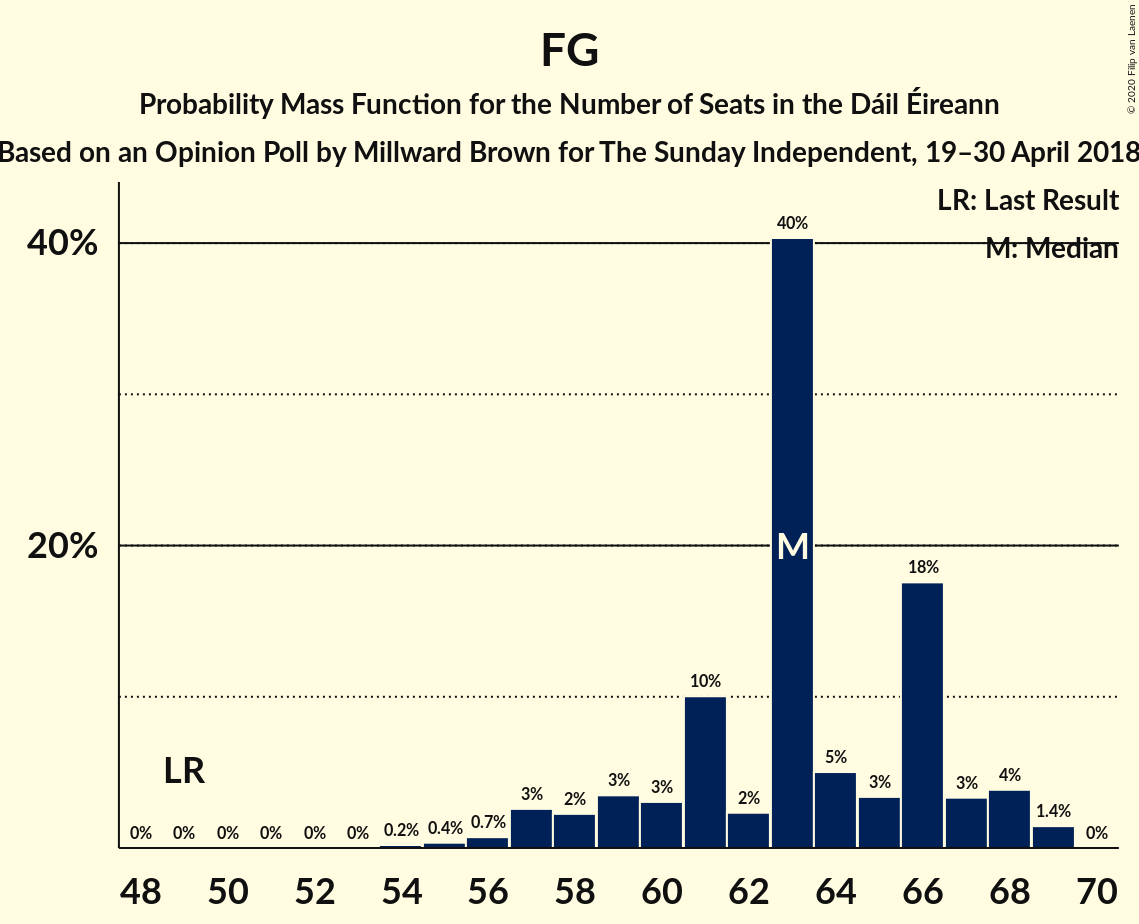 FG
Probability Mass Function for the Number of Seats in the Dáil Éireann
Based on an Opinion Poll by Millward Brown for The Sunday Independent, 19–30 April 2018
© 2020 Filip van Laenen
LR: Last Result
M: Median
40%
20%
40%
M
18%
10%
LR
5%
4%
3%
3%
3%
3%
3%
2%
2%
1.4%
0.7%
0.4%
0.2%
0% 0% 0% 0% 0% 0% 0%
48 50 52 54 56 58 60 62 64 66 68 70